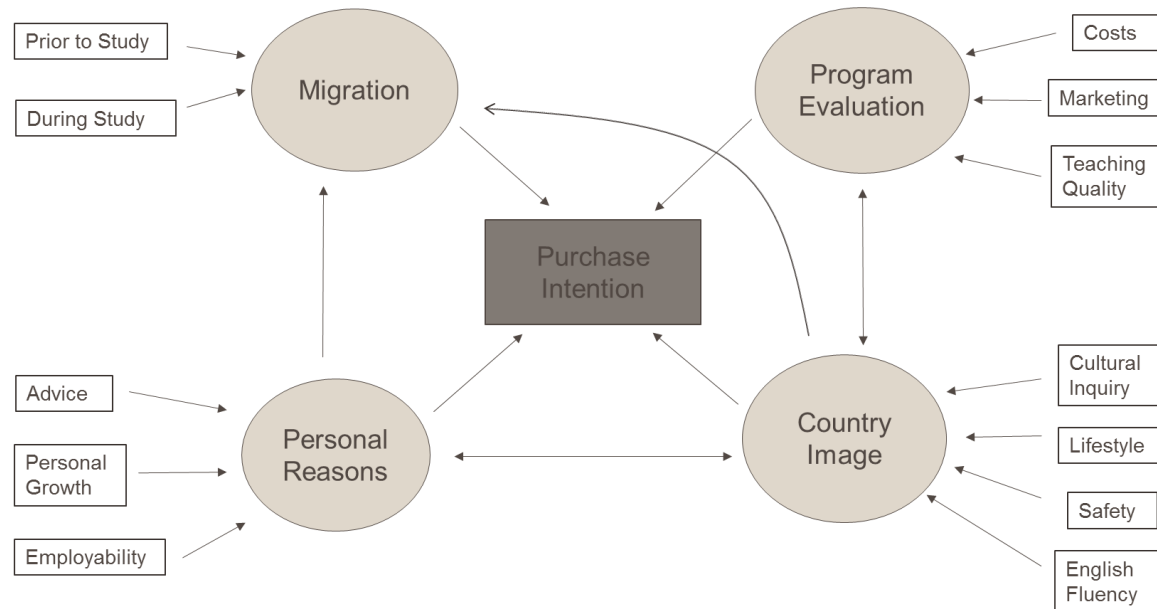 Prior to Study
During Study
Migration
Program
Evaluation
Costs
Marketing
Teaching
Quality
Purchase
Intention
Advice
Personal
Growth
Employability
Personal
Reasons
Country
Image
Cultural
Inquiry
Lifestyle
Safety
English
Fluency